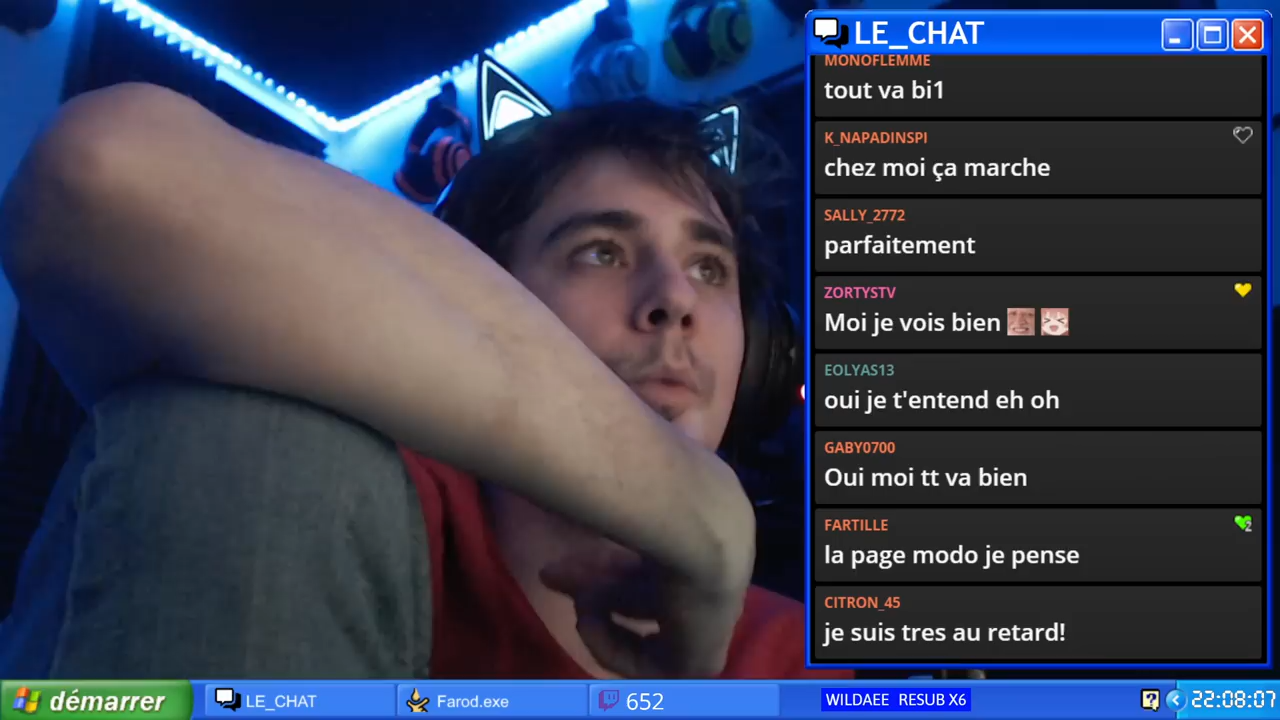 LE_CHAT
MONOFLEMME
tout va bi1
K_NAPADINSPI
chez moi ça marche
SALLY_2772
parfaitement
ZORTYSTV
Moi je vois bien
EOLYAS13
oui je t'entend eh oh
GABY0700
Oui moi tt va bien
FARTILLE
2
la page modo je pense
CITRON_45
je suis tres au retard!
démarrer
LE_CHAT
Farod.exe
652
WILDAEE RESUB X6
?
22:08:07